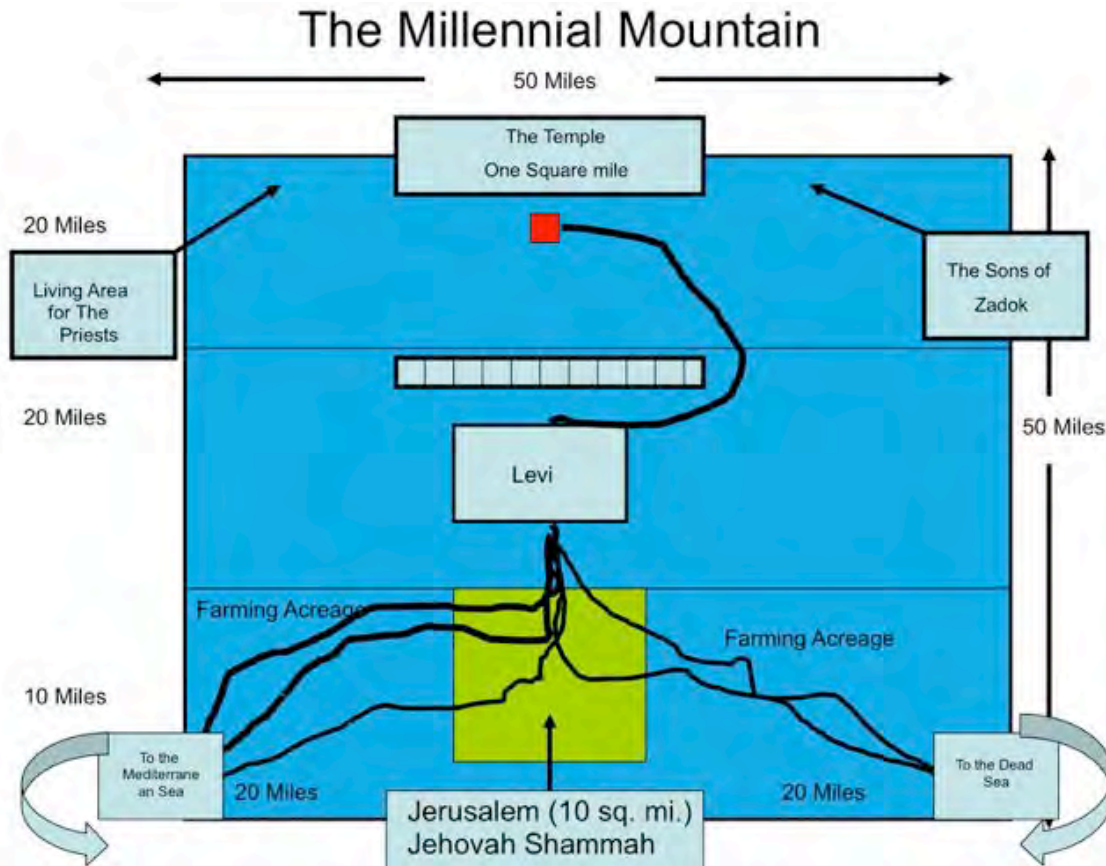 The Millennial Mountain
50 Miles
The Temple
One Square mile
20 Miles
Living Area
for The
Priests
The Sons of
Zadok
20 Miles
50 Miles
Levi
Farming Acreage
Farming Acreage
10 Miles
To the
Mediterrane
an Sea
20 Miles
20 Miles
To the Dead
Sea
Jerusalem (10 sq. mi.)
Jehovah Shammah